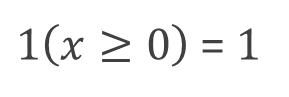 1(x ≥ 0) = 1